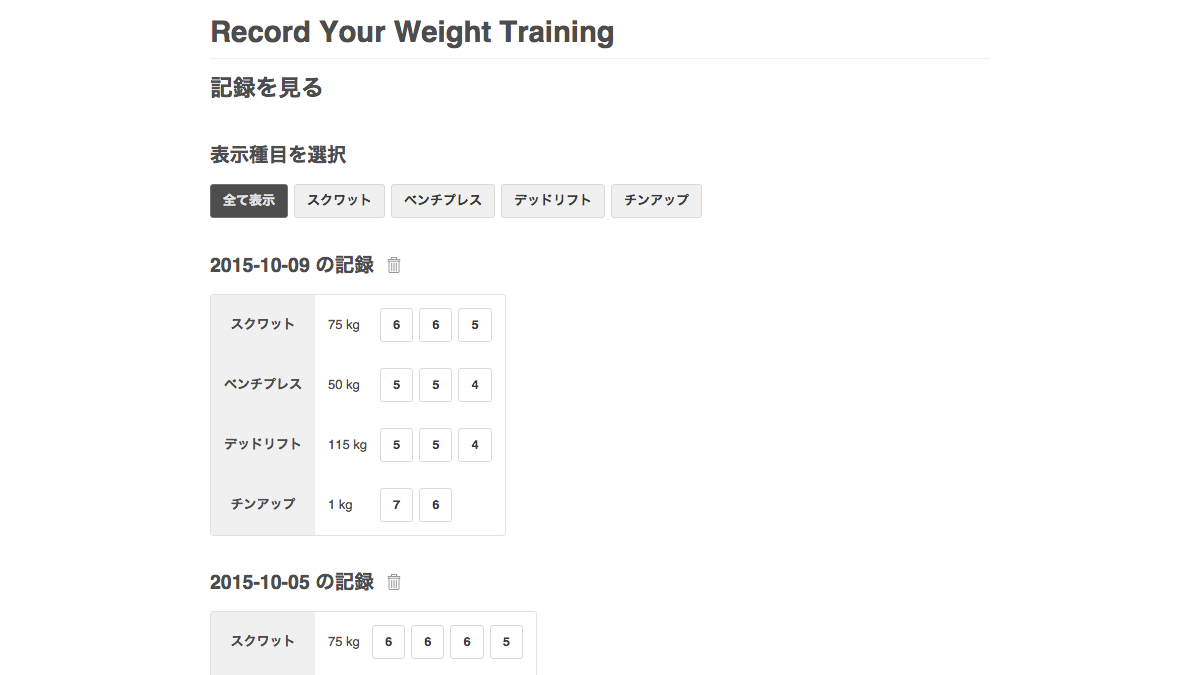 Record Your Weight Training
記録を見る
表示種目を選択
全て表示 スクワット ベンチプレス デッドリフト チンアップ
2015-10-09 の記録
スクワット 75 kg 6 6 5
ベンチプレス 50 kg 5 5 4
デッドリフト 115 kg 5 5 4
チンアップ 1 kg 7 6
2015-10-05 の記録
スクワット 75 kg 6 6 6 5